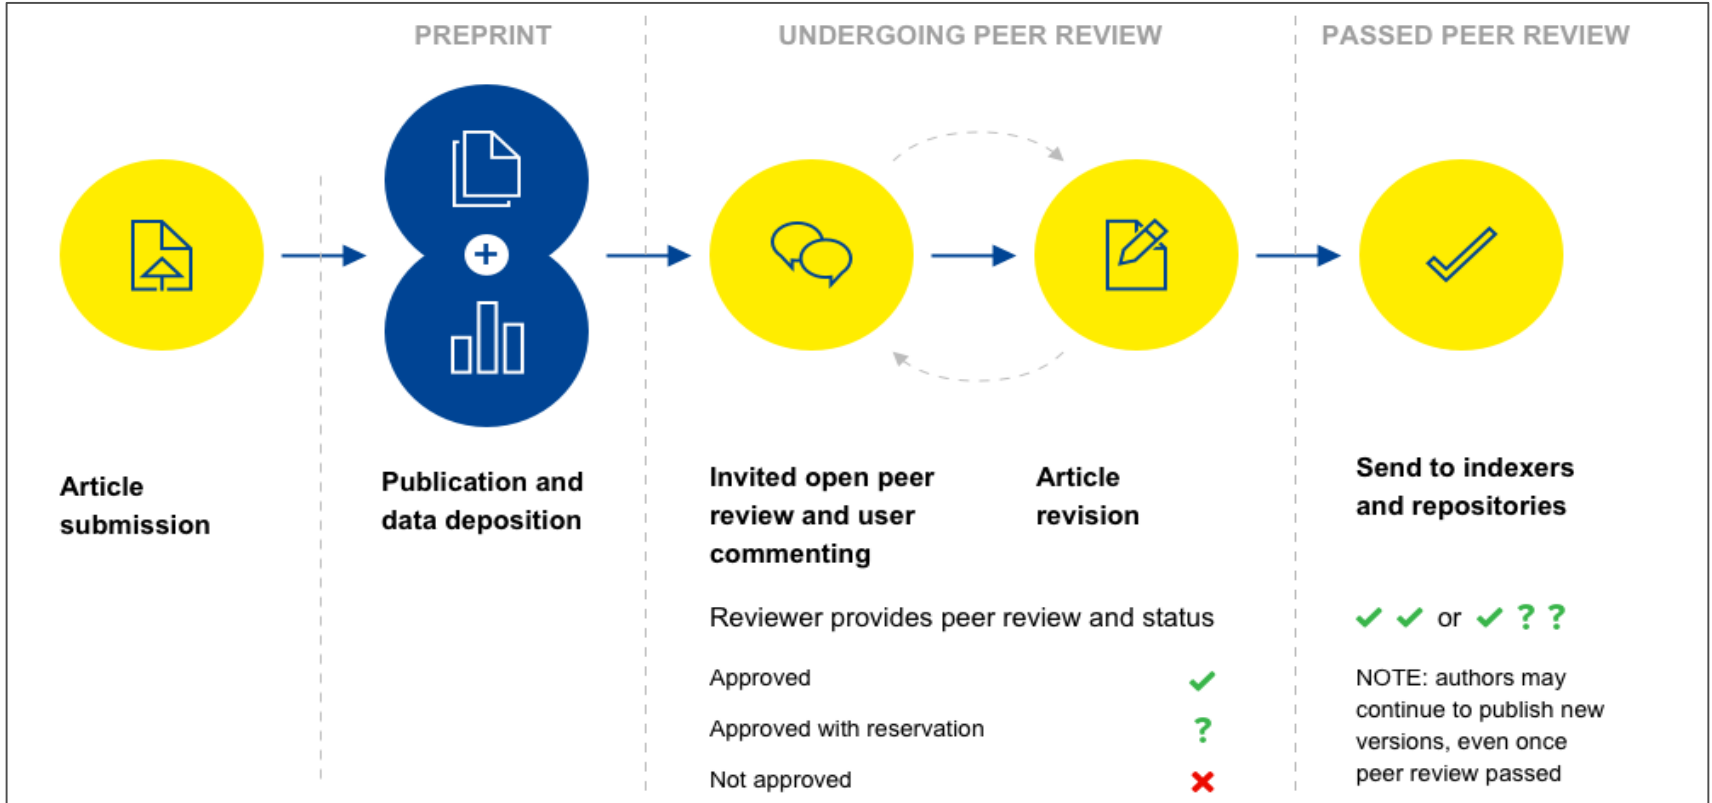 PREPRINT
UNDERGOING PEER REVIEW
PASSED PEER REVIEW
Article
submission
Publication and
data deposition
Invited open peer
review and user
commenting
Article
revision
Send to indexers
and repositories
Reviewer provides peer review and status
Approved
Approved with reservation
?
Not approved
or ? ?
NOTE: authors may
continue to publish new
versions, even once
peer review passed